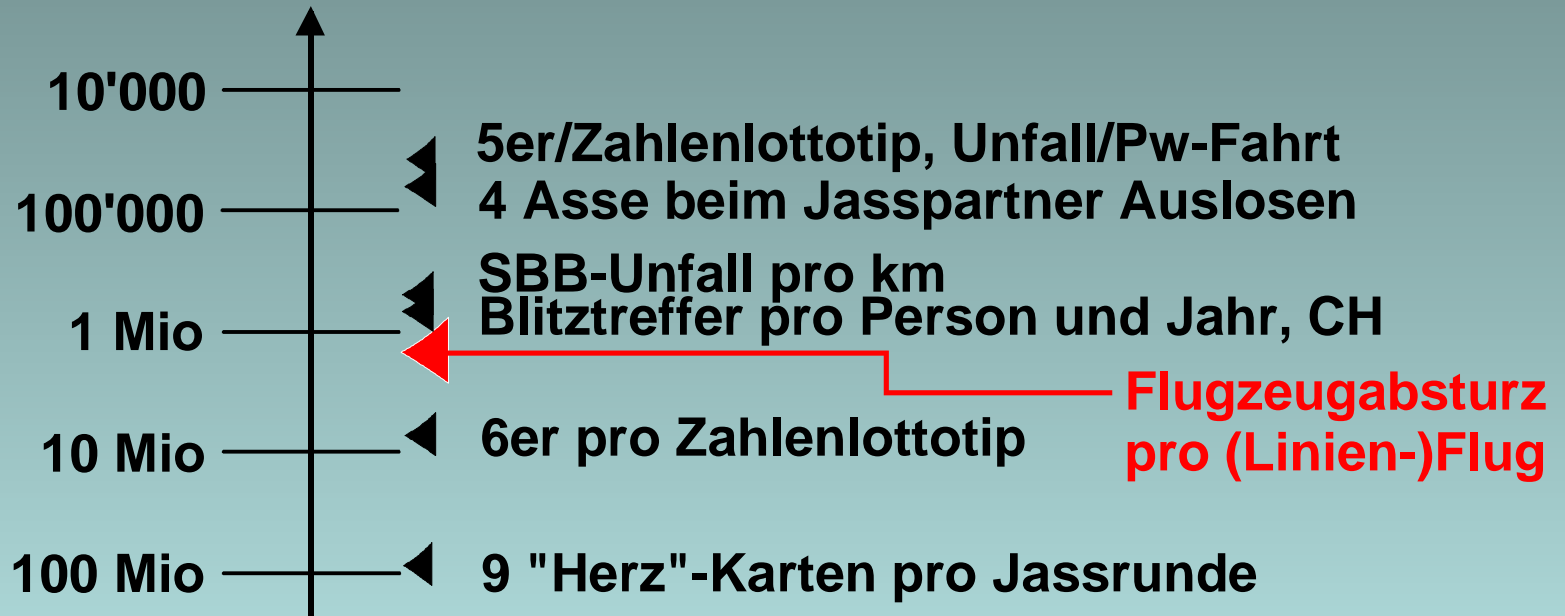 10'000
5er/Zahlenlottotip, Unfall/Pw-Fahrt
4 Asse beim Jasspartner Auslosen
100'000
SBB-Unfall pro km
Blitztreffer pro Person und Jahr, CH
1 Mio
Flugzeugabsturz
pro (Linien-)Flug
6er pro Zahlenlottotip
10 Mio
100 Mio
9 "Herz"-Karten pro Jassrunde